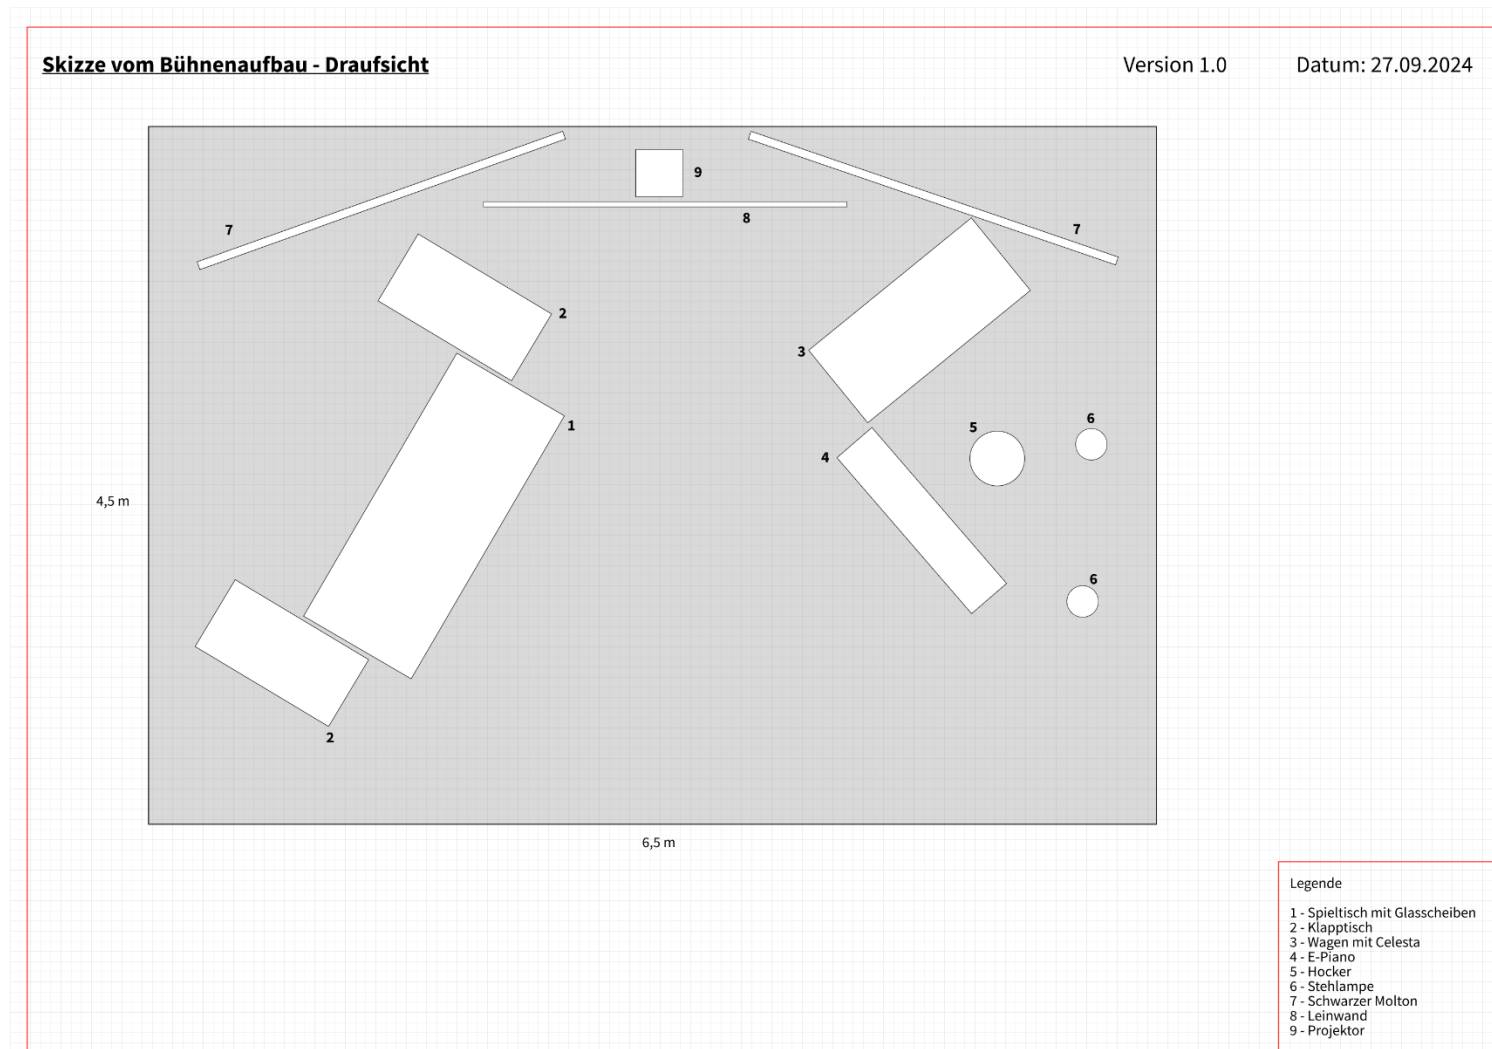 Skizze vom Bühnenaufbau - Draufsicht
Version 1.0
Datum: 27.09.2024
9
8
7
7
2
3
1
6
5
4
4,5 m
6
2
6,5 m
Legende
1 - Spieltisch mit Glasscheiben
2 - Klapptisch
3 - Wagen mit Celesta
4 - E-Piano
5 - Hocker
6 - Stehlampe
7 - Schwarzer Molton
8 - Leinwand
9 - Projektor